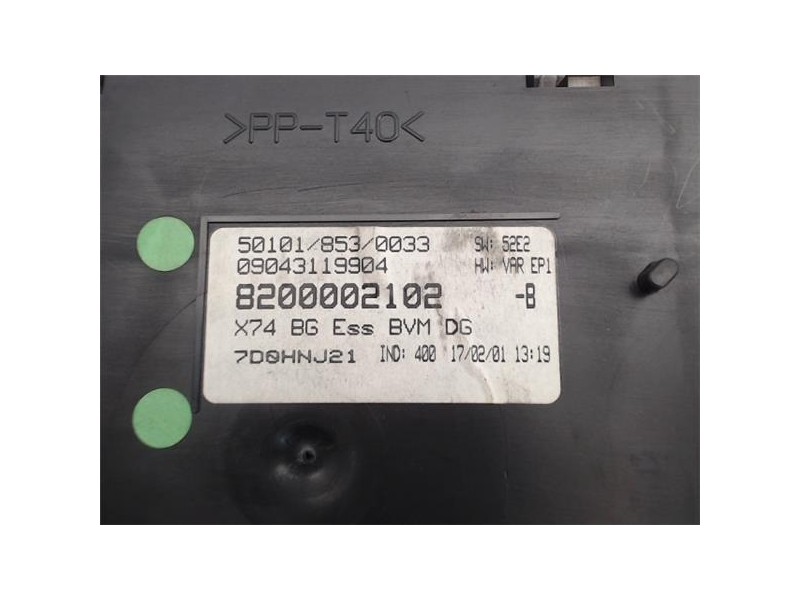 >PP-T40<
50101/853/0033 SW: 52E2
09043119904 HW: VAR EP1
8200002102 -B
X74 BG Ess BVM DG
7D0HNJ21 IND: 400 17/02/01 13:19